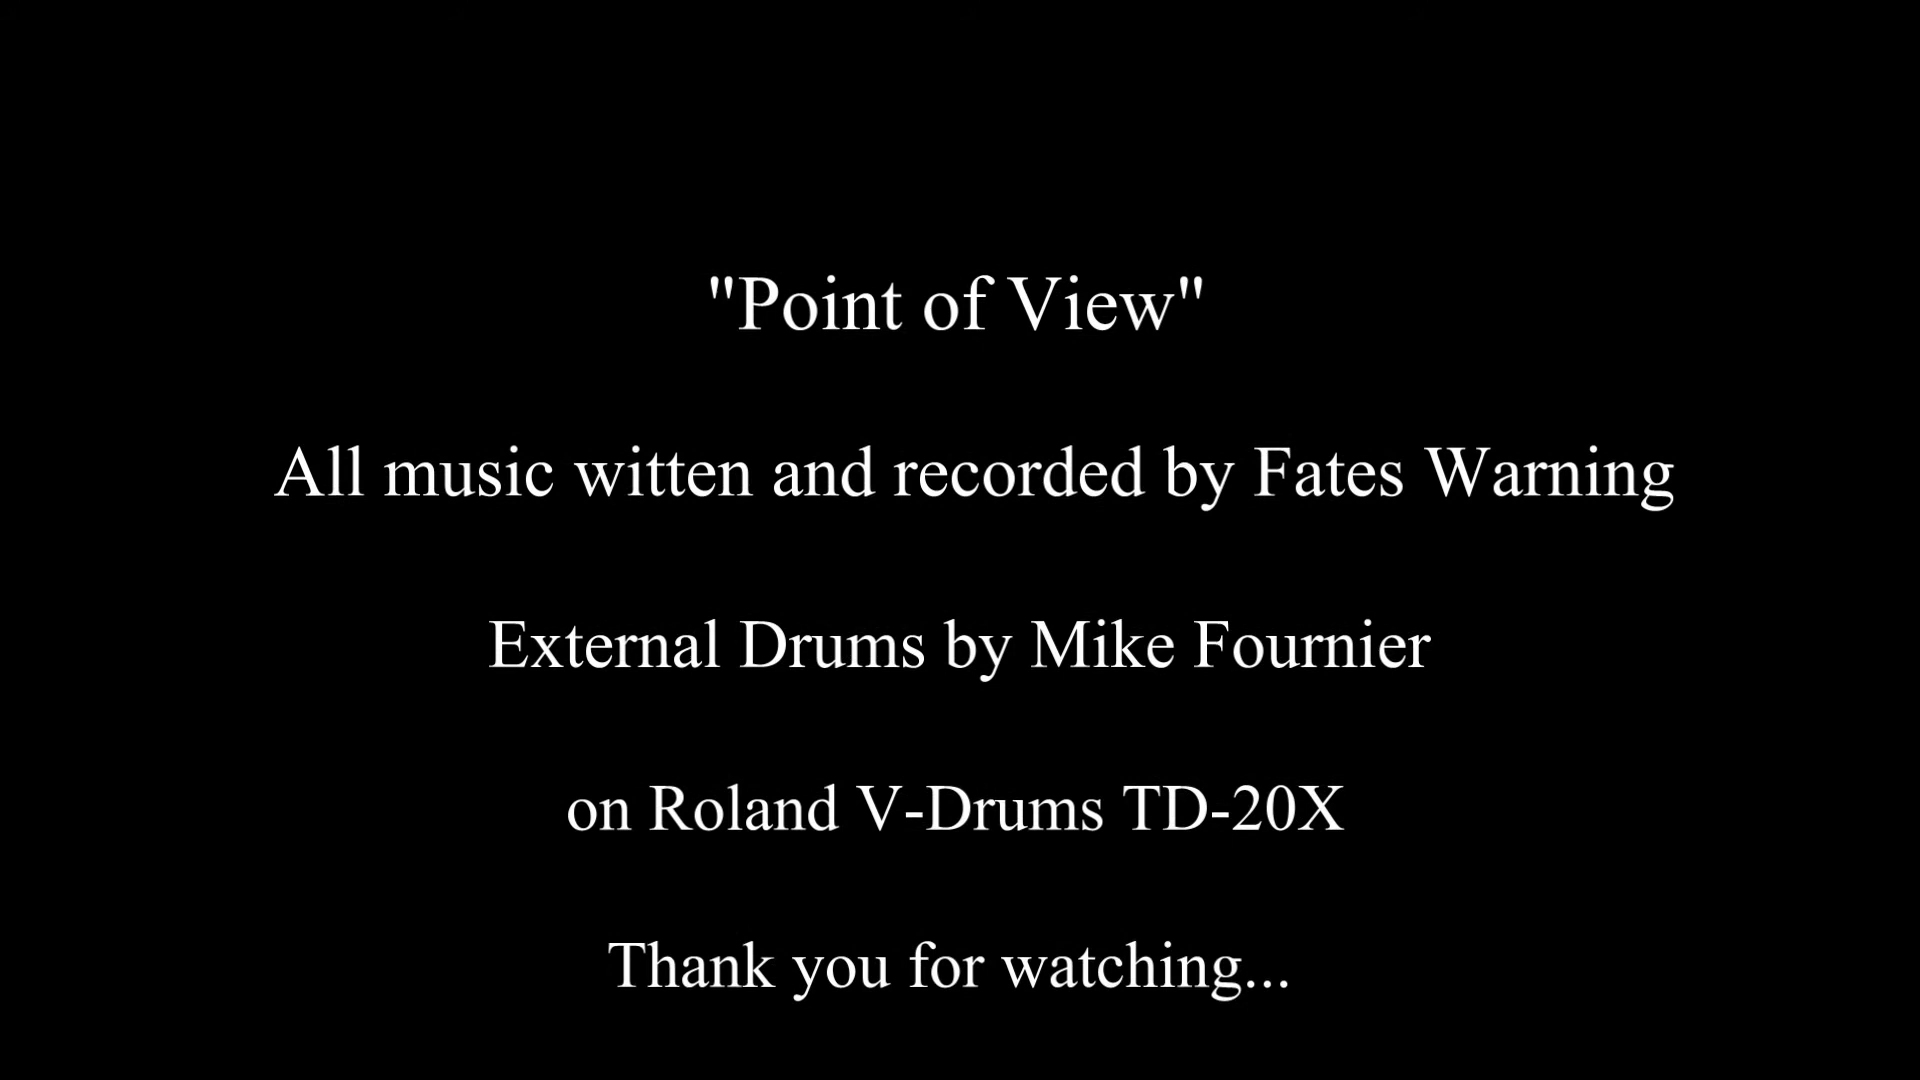 "Point of View"
All music witten and recorded by Fates Warning
External Drums by Mike Fournier
on Roland V-Drums TD-20X
Thank you for watching...